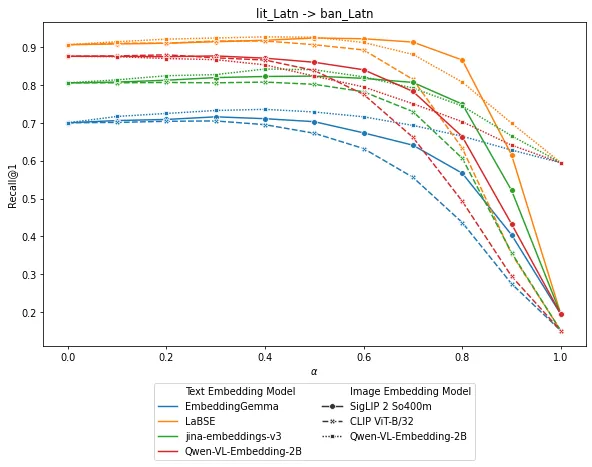 lit_Latn -> ban_Latn
Recall@1
0.9
0.8
0.7
0.6
0.5
0.4
0.3
0.2
0.0 0.2 0.4 0.6 0.8 1.0
α
Text Embedding Model Image Embedding Model
EmbeddingGemma SigLIP 2 So400m
LaBSE CLIP ViT-B/32
jina-embeddings-v3 Qwen-VL-Embedding-2B
Qwen-VL-Embedding-2B